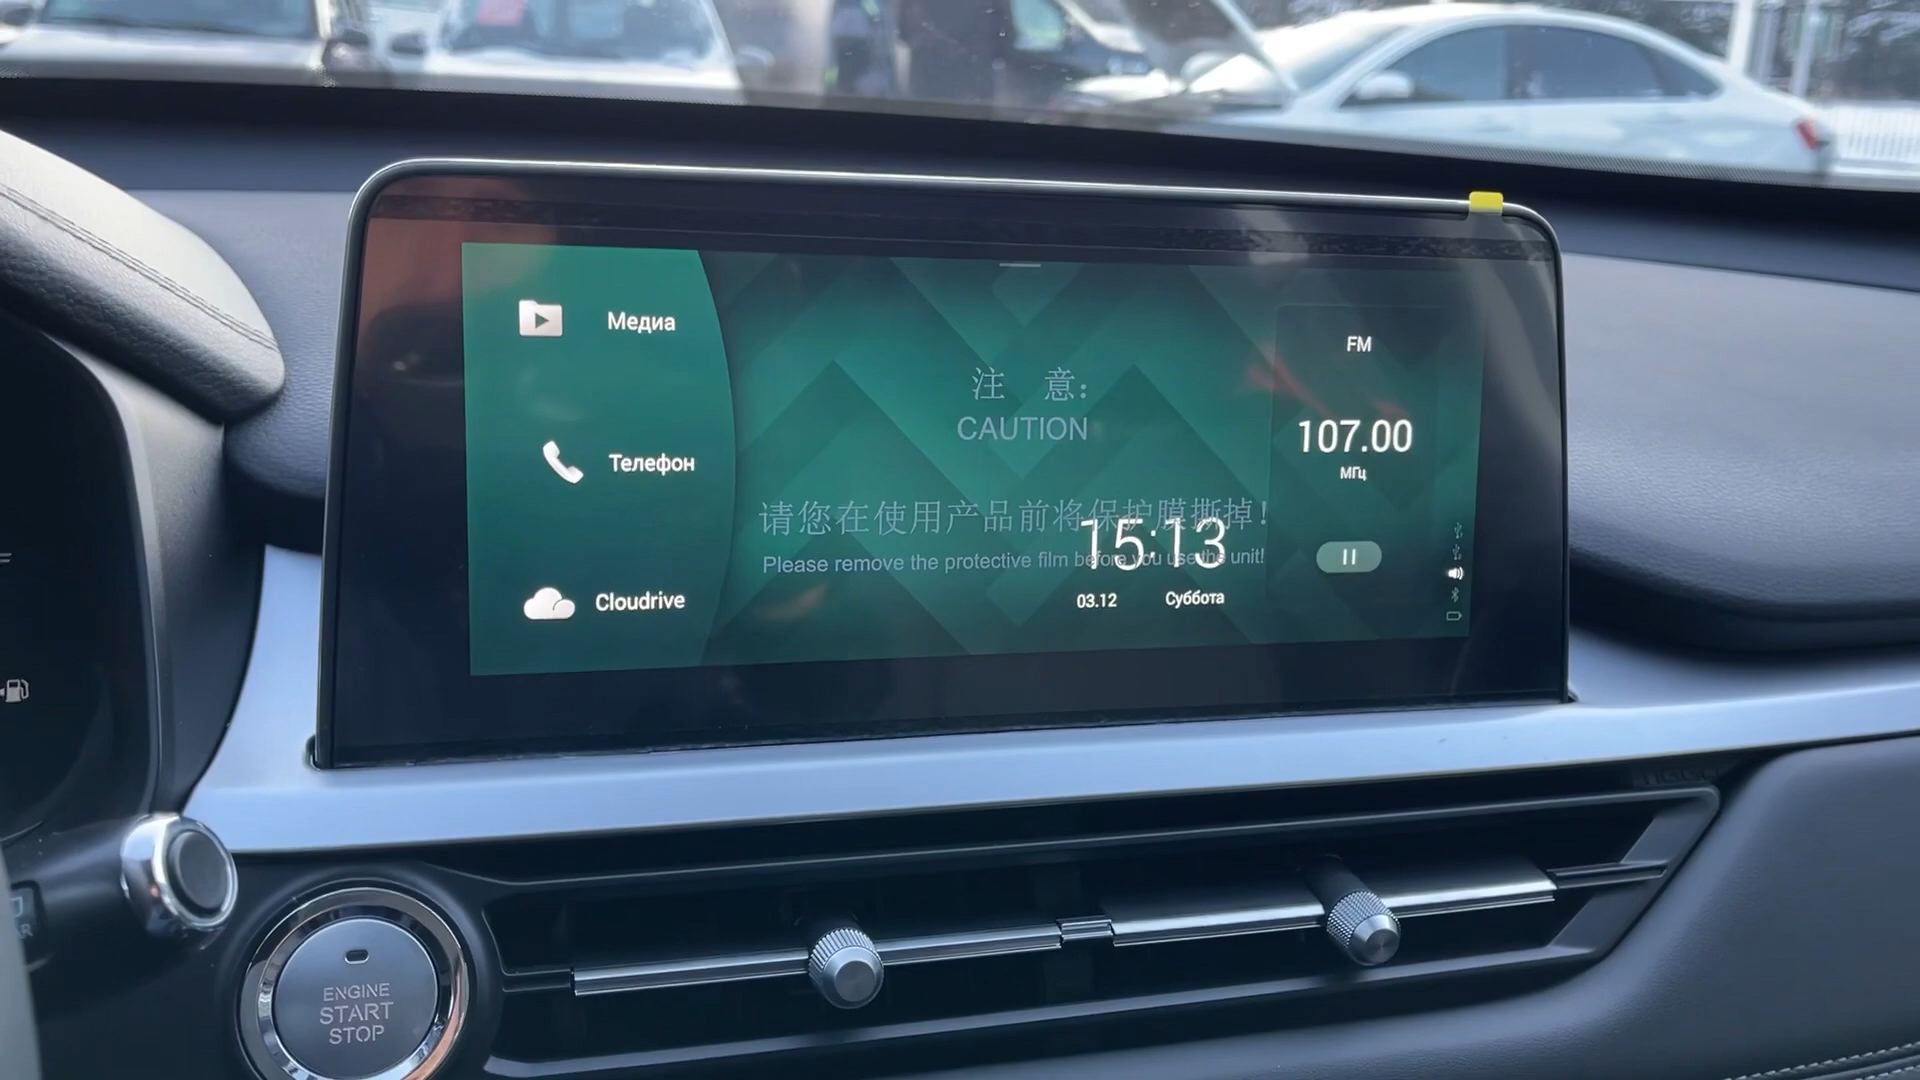 Медиа
Телефон
Cloudrive
注 意:
CAUTION
请您在使用产品前将保护膜撕掉!
Please remove the protective film before you use the unit!
15:13
03.12 Суббота
FM
107.00
МГц
ENGINE
START
STOP